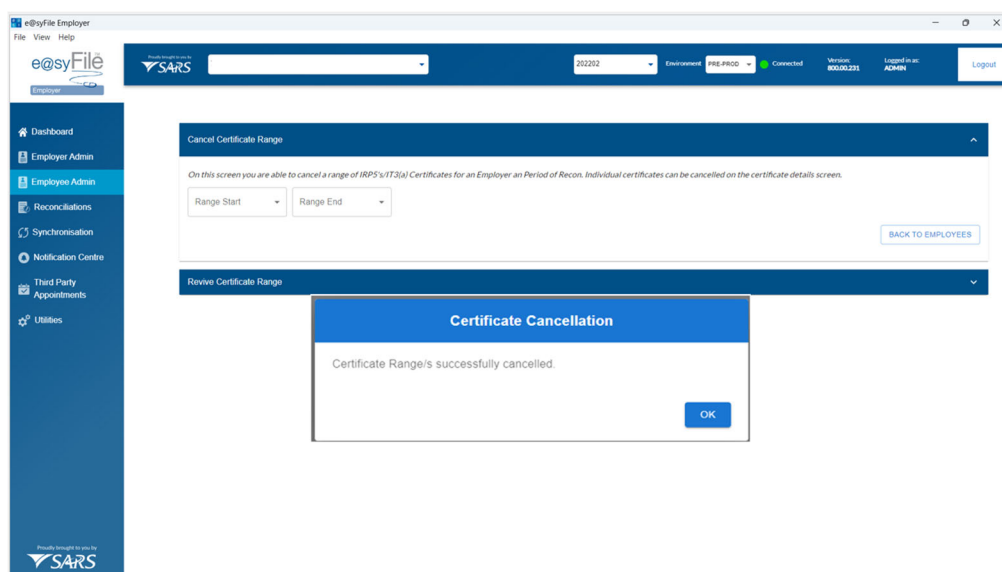 e@syFile Employer
File View Help
e@syFile
Employer
Proudly brought to you by
SARS
202202
Environment PRE-PROD Connected
Version: 800.00.231
Logged in as: ADMIN
Logout
Dashboard
Employer Admin
Employee Admin
Reconciliations
Synchronisation
Notification Centre
Third Party
Appointments
Utilities
Proudly brought to you by
SARS
Cancel Certificate Range
On this screen you are able to cancel a range of IRP5's/IT3(a) Certificates for an Employer an Period of Recon. Individual certificates can be cancelled on the certificate details screen.
Range Start Range End
BACK TO EMPLOYEES
Revive Certificate Range
Certificate Cancellation
Certificate Range/s successfully cancelled.
OK